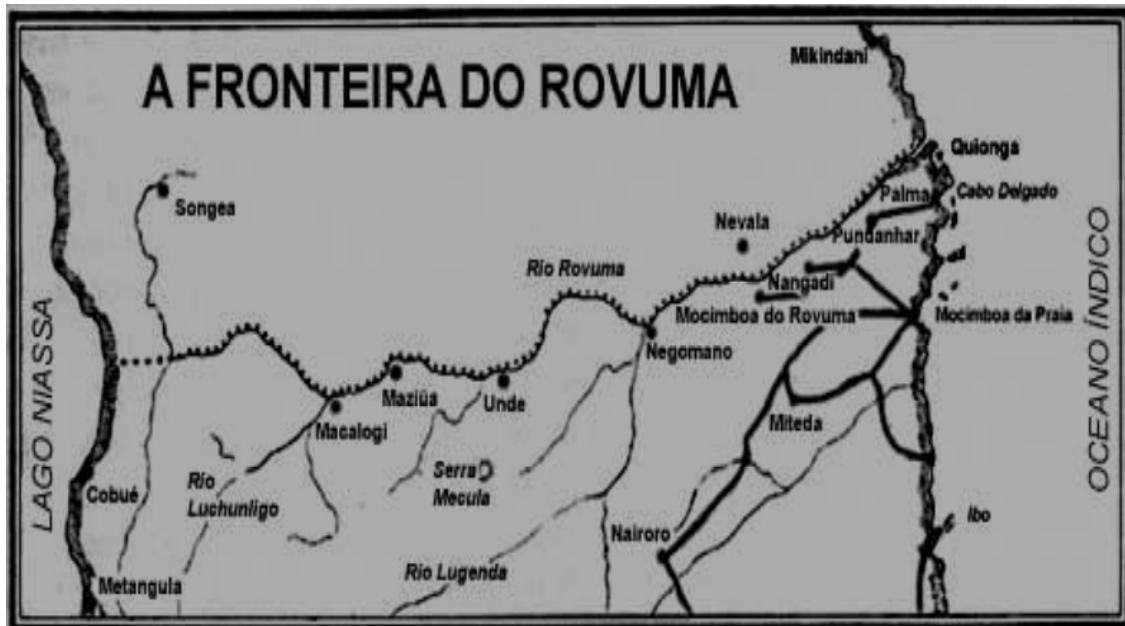 A FRONTEIRA DO ROVUMA
Mikindani
Quionga
Cabo Delgado
Palma
Pundanhar
Songea
Nevala
Rio Rovuma
Nangadi
Mocimboa do Rovuma
Mocimboa da Praia
Negomano
LAGO NIASSA
OCEANO ÍNDICO
Maziüa
Unde
Macalogi
Miteda
Serra
Mecula
Cobué
Rio
Luchunligo
Nairoro
Ibo
Rio Lugenda
Metangula